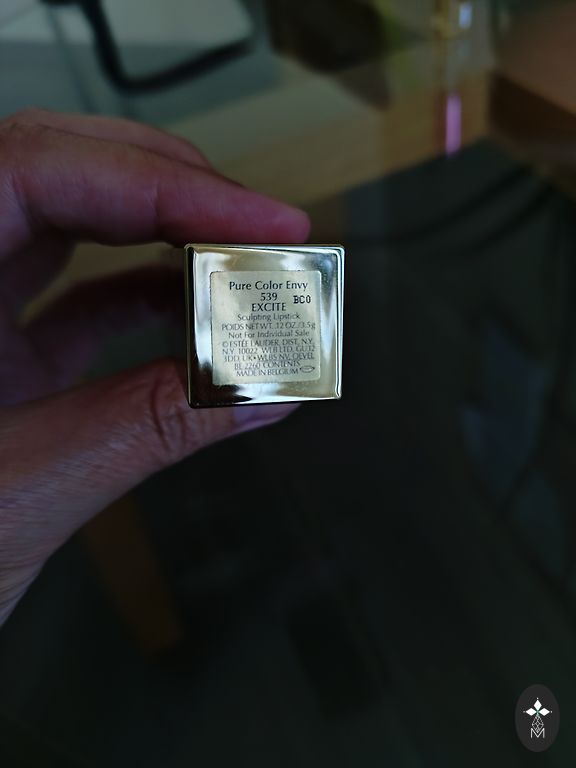 Pure Color Envy
539 BC0
EXCITE
Sculpting Lipstick
POIDS NET WT. .12 OZ./3.5g
Not For Individual Sale
© ESTĒE LAUDER, DIST. N.Y.,
N.Y. 10022 WLB LTD. GU12
3DD, UK • WLBS NV, OEVEL
BE-2260 CONTENTS
MADE IN BELGIUM
M